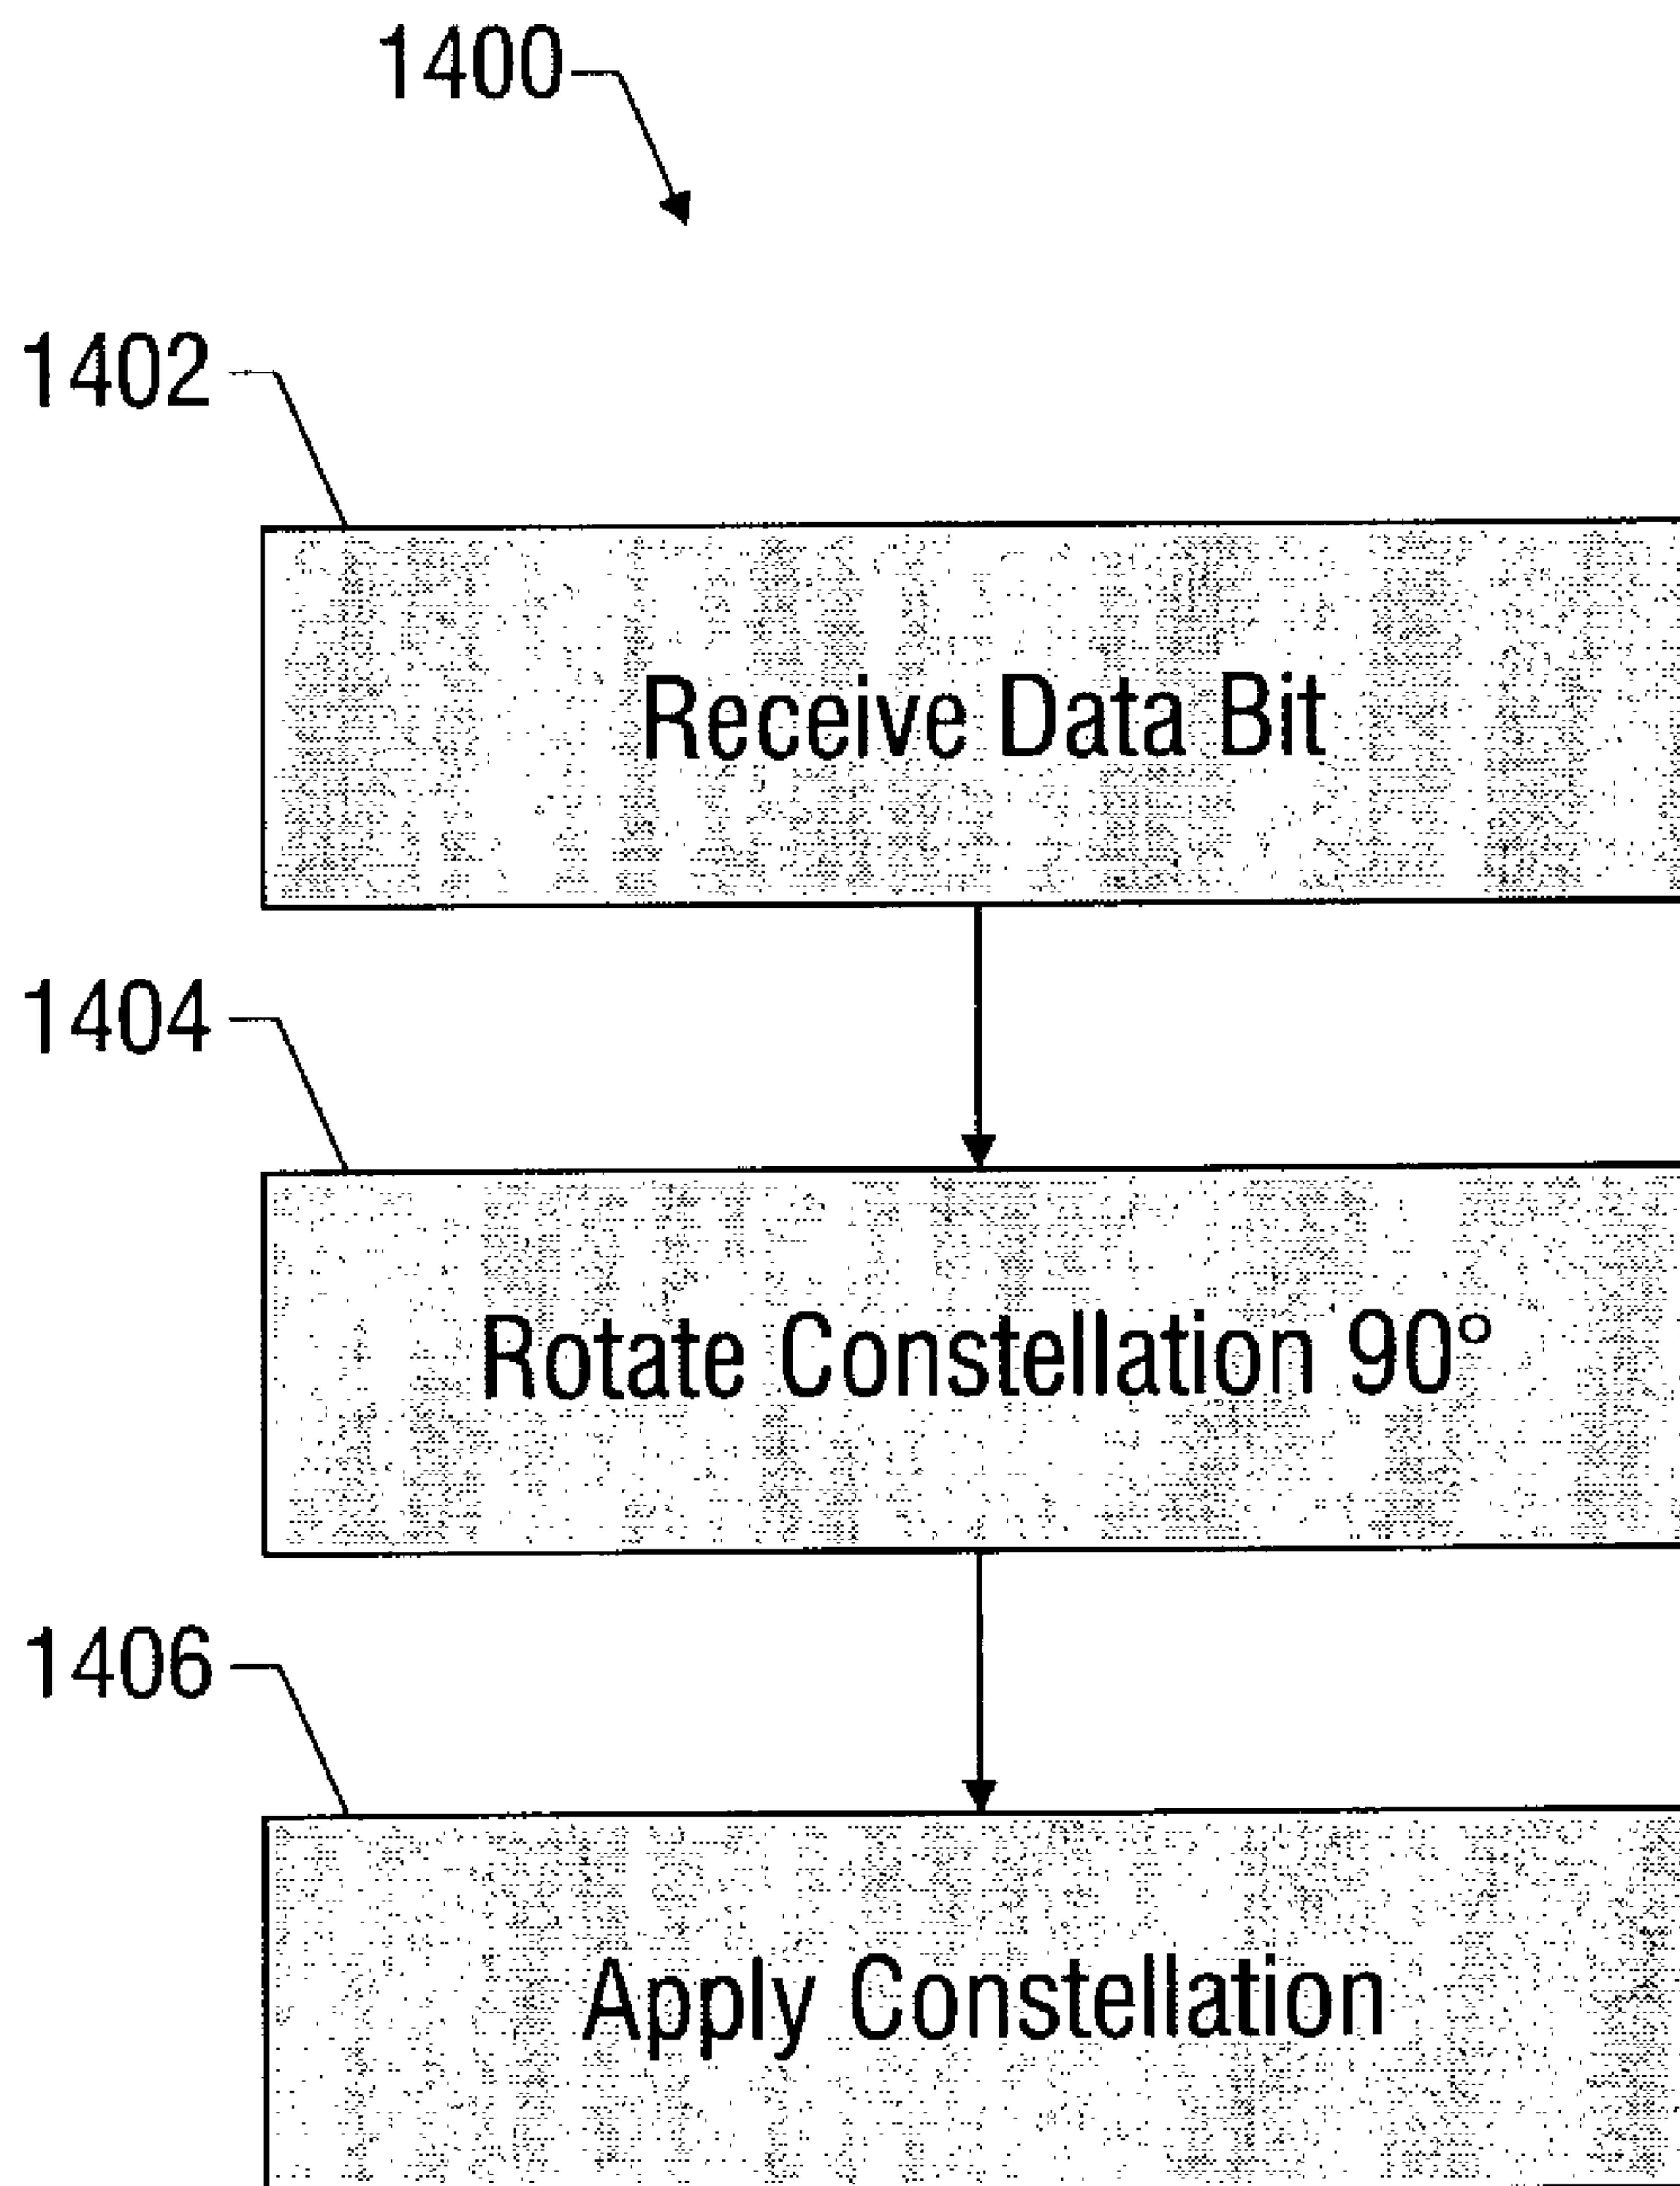 1400
1402
Receive Data Bit
1404
Rotate Constellation 90°
1406
Apply Constellation